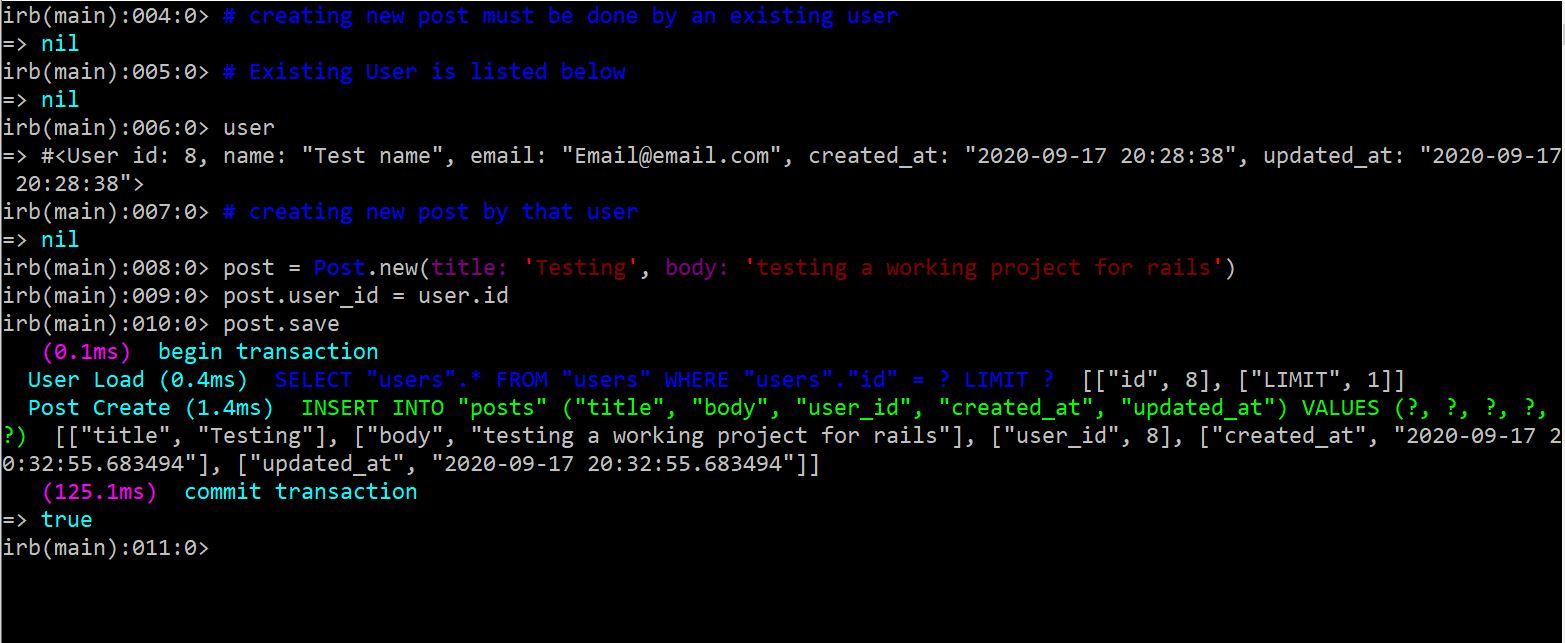 irb(main):004:0> # creating new post must be done by an existing user
=> nil
irb(main):005:0> # Existing User is listed below
=> nil
irb(main):006:0> user
=> #<User id: 8, name: "Test name", email: "Email@email.com", created_at: "2020-09-17 20:28:38", updated_at: "2020-09-17
 20:28:38">
irb(main):007:0> # creating new post by that user
=> nil
irb(main):008:0> post = Post.new(title: 'Testing', body: 'testing a working project for rails')
irb(main):009:0> post.user_id = user.id
irb(main):010:0> post.save
   (0.1ms)  begin transaction
  User Load (0.4ms)  SELECT "users".* FROM "users" WHERE "users"."id" = ? LIMIT ?  [["id", 8], ["LIMIT", 1]]
  Post Create (1.4ms)  INSERT INTO "posts" ("title", "body", "user_id", "created_at", "updated_at") VALUES (?, ?, ?, ?,
?)  [["title", "Testing"], ["body", "testing a working project for rails"], ["user_id", 8], ["created_at", "2020-09-17 2
0:32:55.683494"], ["updated_at", "2020-09-17 20:32:55.683494"]]
   (125.1ms)  commit transaction
=> true
irb(main):011:0>